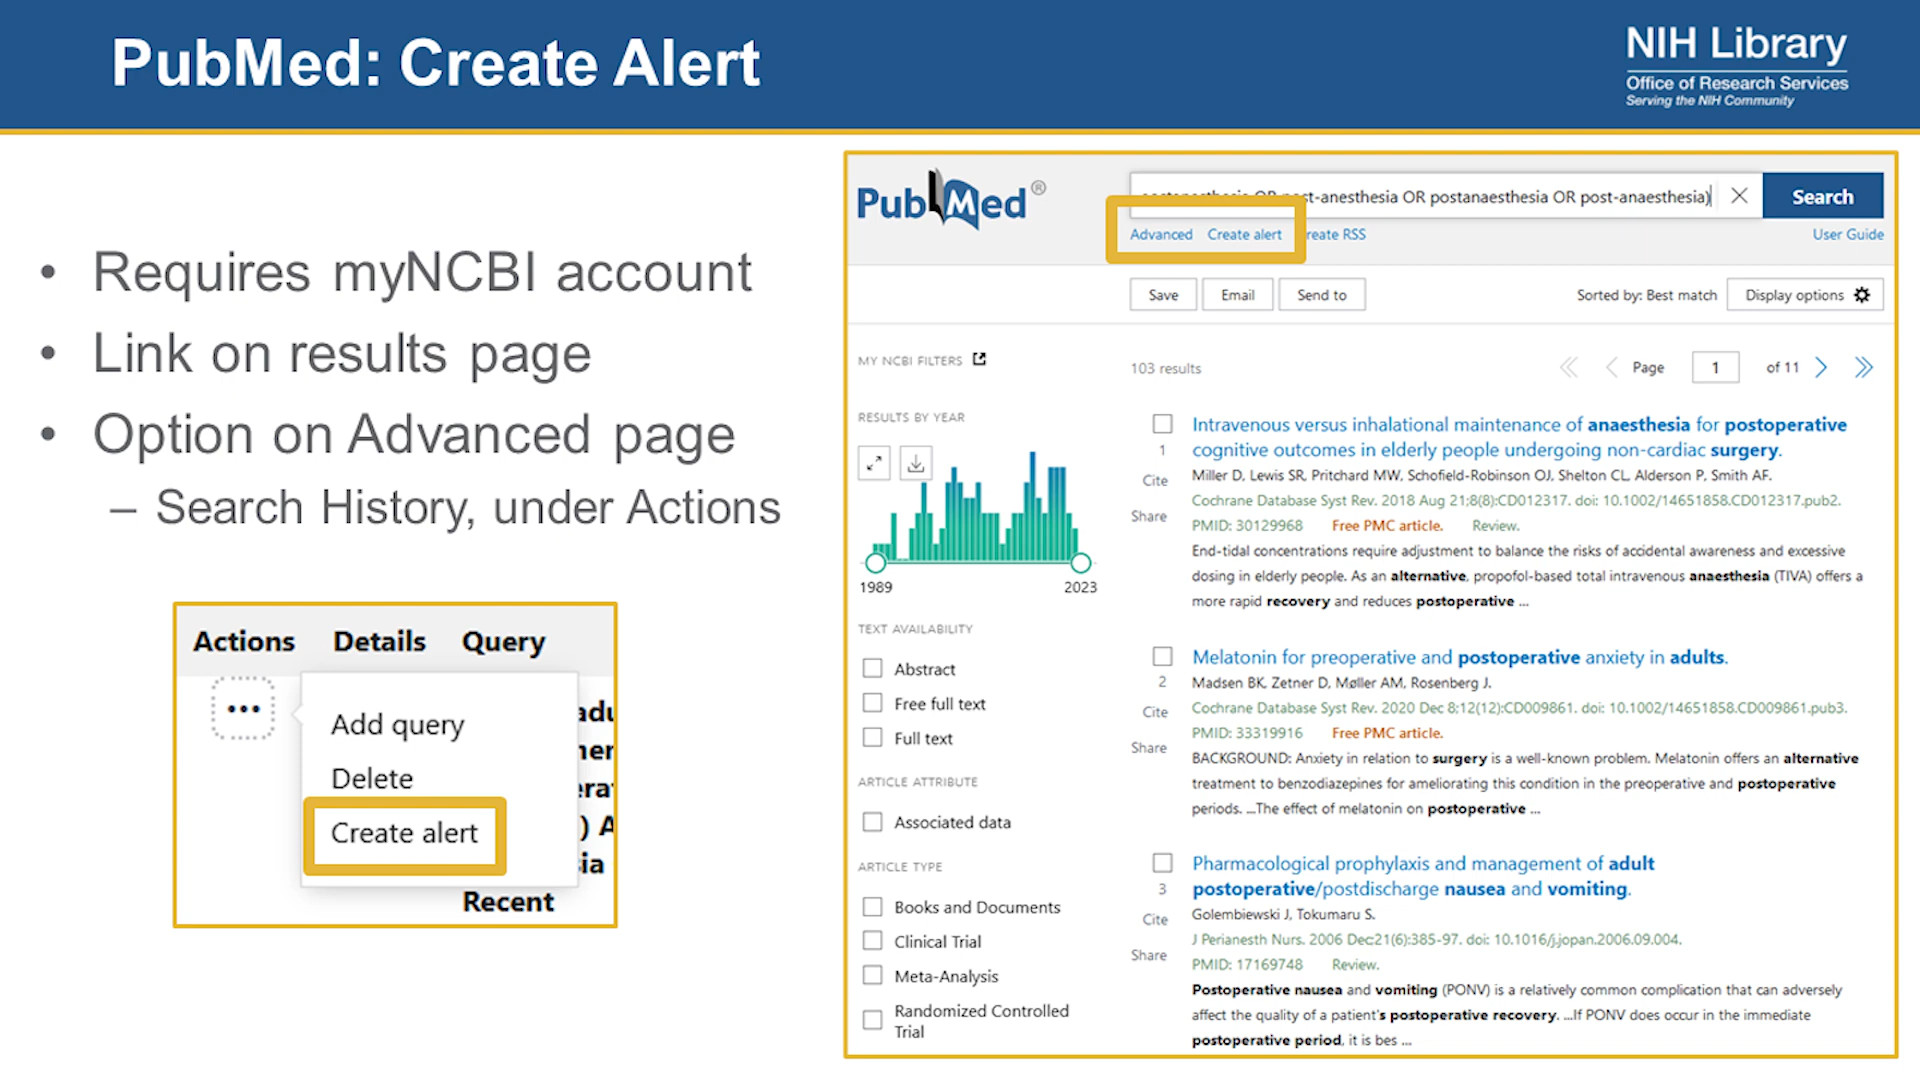 PubMed: Create Alert
NIH Library
Office of Research Services
Serving the NIH Community
• Requires myNCBI account
• Link on results page
• Option on Advanced page
– Search History, under Actions
Actions Details Query
Add query
Delete
Create alert
Recent
PubMed®
OR post-anesthesia OR postanaesthesia OR post-anaesthesia)
Search
Advanced Create alert Create RSS
User Guide
Save Email Send to
Sorted by: Best match
Display options
MY NCBI FILTERS
103 results
Page 1 of 11
RESULTS BY YEAR
1989 2023
TEXT AVAILABILITY
Abstract
Free full text
Full text
ARTICLE ATTRIBUTE
Associated data
ARTICLE TYPE
Books and Documents
Clinical Trial
Meta-Analysis
Randomized Controlled
Trial
1
Cite
Share
Intravenous versus inhalational maintenance of anaesthesia for postoperative
cognitive outcomes in elderly people undergoing non-cardiac surgery.
Miller D, Lewis SR, Pritchard MW, Schofield-Robinson OJ, Shelton CL, Alderson P, Smith AF.
Cochrane Database Syst Rev. 2018 Aug 21;8(8):CD012317. doi: 10.1002/14651858.CD012317.pub2.
PMID: 30129968 Free PMC article. Review.
End-tidal concentrations require adjustment to balance the risks of accidental awareness and excessive
dosing in elderly people. As an alternative, propofol-based total intravenous anaesthesia (TIVA) offers a
more rapid recovery and reduces postoperative ...
2
Cite
Share
Melatonin for preoperative and postoperative anxiety in adults.
Madsen BK, Zetner D, Møller AM, Rosenberg J.
Cochrane Database Syst Rev. 2020 Dec 8;12(12):CD009861. doi: 10.1002/14651858.CD009861.pub3.
PMID: 33319916 Free PMC article.
BACKGROUND: Anxiety in relation to surgery is a well-known problem. Melatonin offers an alternative
treatment to benzodiazepines for ameliorating this condition in the preoperative and postoperative
periods. ...The effect of melatonin on postoperative ...
3
Cite
Share
Pharmacological prophylaxis and management of adult
postoperative/postdischarge nausea and vomiting.
Golembiewski J, Tokumaru S.
J Perianesth Nurs. 2006 Dec;21(6):385-97. doi: 10.1016/j.jopan.2006.09.004.
PMID: 17169748 Review.
Postoperative nausea and vomiting (PONV) is a relatively common complication that can adversely
affect the quality of a patient's postoperative recovery. ...If PONV does occur in the immediate
postoperative period, it is bes ...